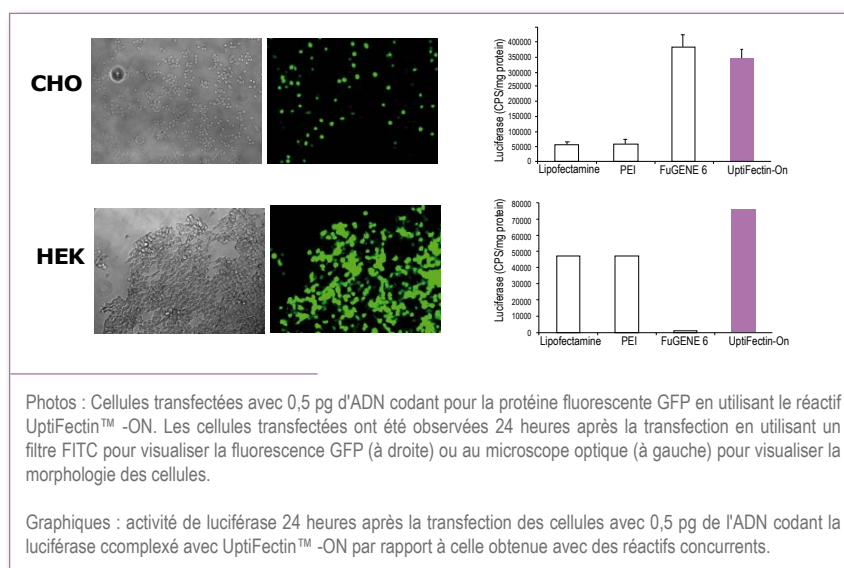 CHO
Luciferase (CPS/mg protein)
400000
350000
300000
250000
200000
150000
100000
50000
0
Lipofectamine PEI FuGENE 6 UptiFectin-On
HEK
Luciferase (CPS/mg protein)
80000
70000
60000
50000
40000
30000
20000
10000
0
Lipofectamine PEI FuGENE 6 UptiFectin-On
Photos : Cellules transfectées avec 0,5 pg d'ADN codant pour la protéine fluorescente GFP en utilisant le réactif
UptiFectin™ -ON. Les cellules transfectées ont été observées 24 heures après la transfection en utilisant un
filtre FITC pour visualiser la fluorescence GFP (à droite) ou au microscope optique (à gauche) pour visualiser la
morphologie des cellules.
Graphiques : activité de luciférase 24 heures après la transfection des cellules avec 0,5 pg de l'ADN codant la
luciférase ccomplexé avec UptiFectin™ -ON par rapport à celle obtenue avec des réactifs concurrents.